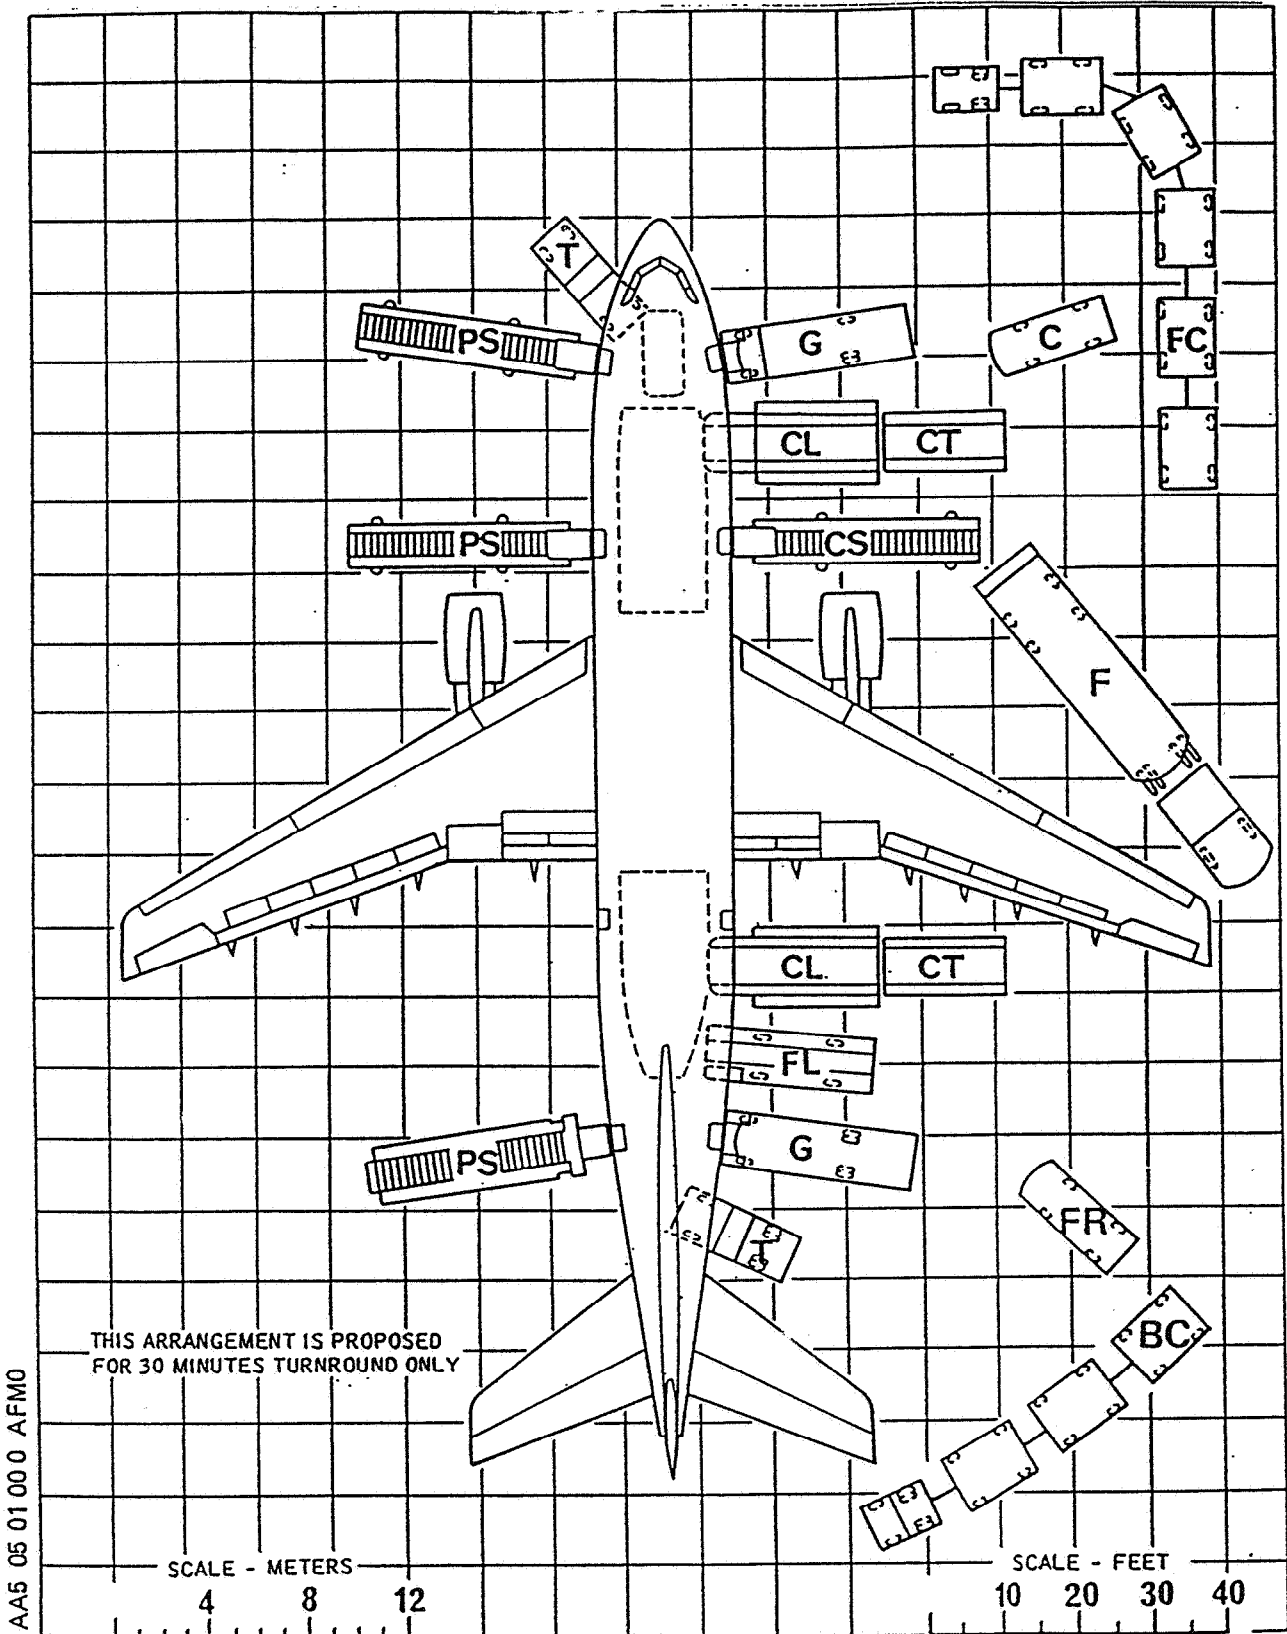 T
PS
G
C
FC
CL
CT
PS
CS
F
CL.
CT
FL
G
PS
FR
T
BC
THIS ARRANGEMENT IS PROPOSED
FOR 30 MINUTES TURNROUND ONLY
SCALE - METERS
4 8 12
SCALE - FEET
10 20 30 40
AA5 05 01 00 0 AFM0